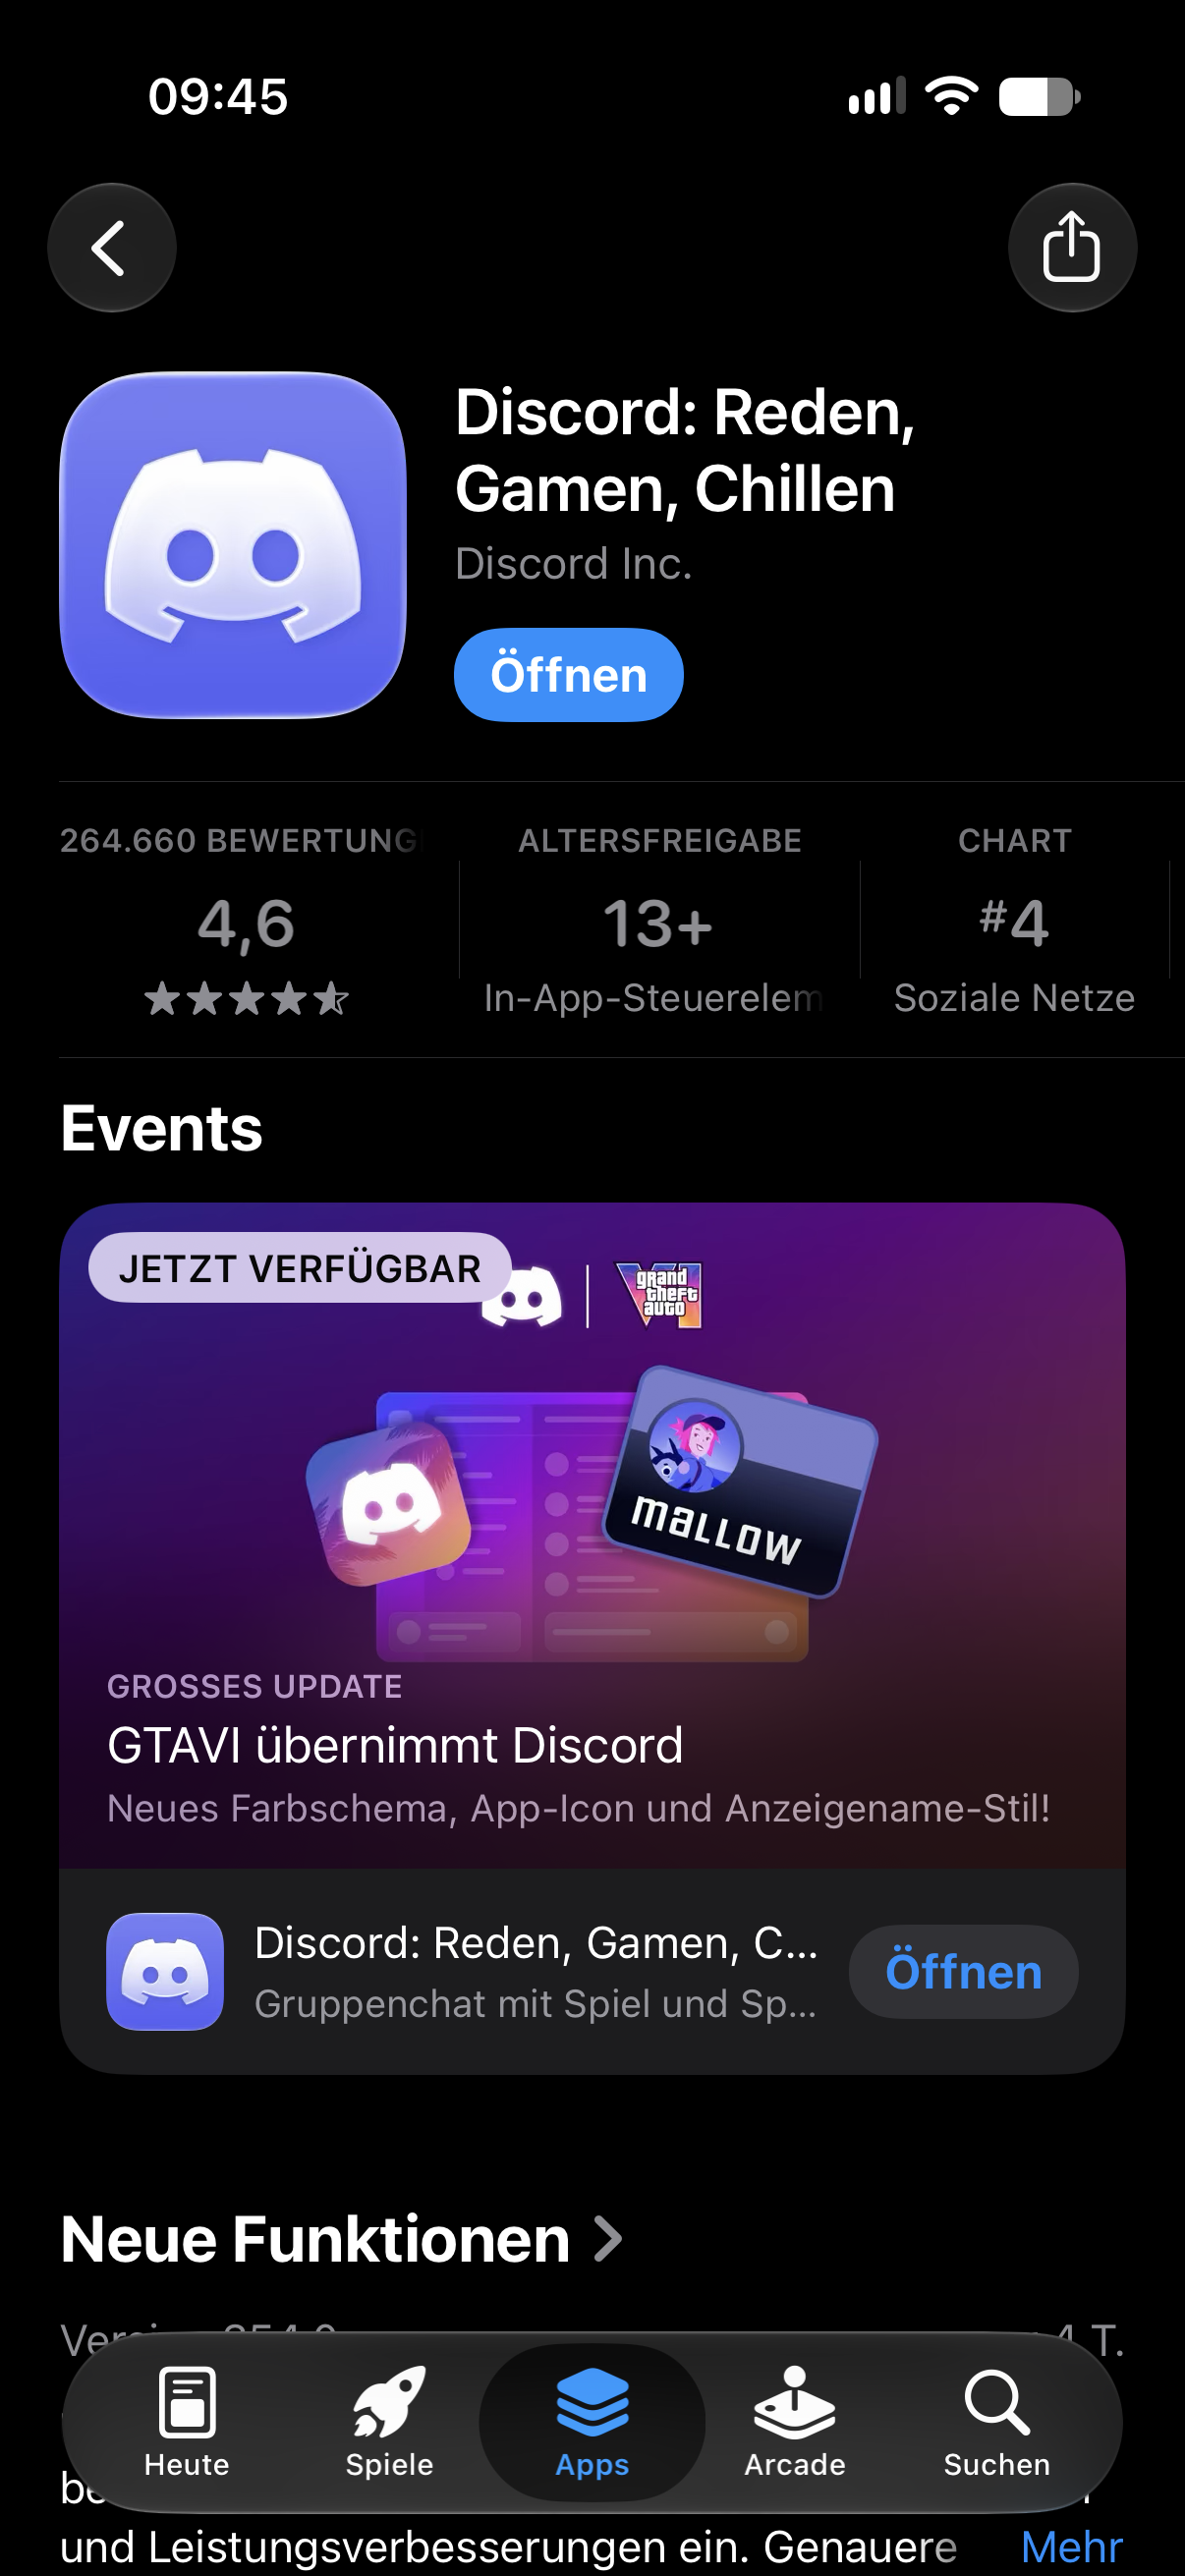 09:45
Discord: Reden,
Gamen, Chillen
Discord Inc.
Öffnen
264.660 BEWERTUNG
ALTERSFREIGABE
CHART
4,6
13+
#4
In-App-Steuerelem
Soziale Netze
Events
JETZT VERFÜGBAR
grand
theft
auto
VI
mallow
GROSSES UPDATE
GTAVI übernimmt Discord
Neues Farbschema, App-Icon und Anzeigename-Stil!
Discord: Reden, Gamen, C...
Gruppenchat mit Spiel und Sp...
Öffnen
Neue Funktionen
4 T.
Heute
Spiele
Apps
Arcade
Suchen
und Leistungsverbesserungen ein. Genauere
Mehr